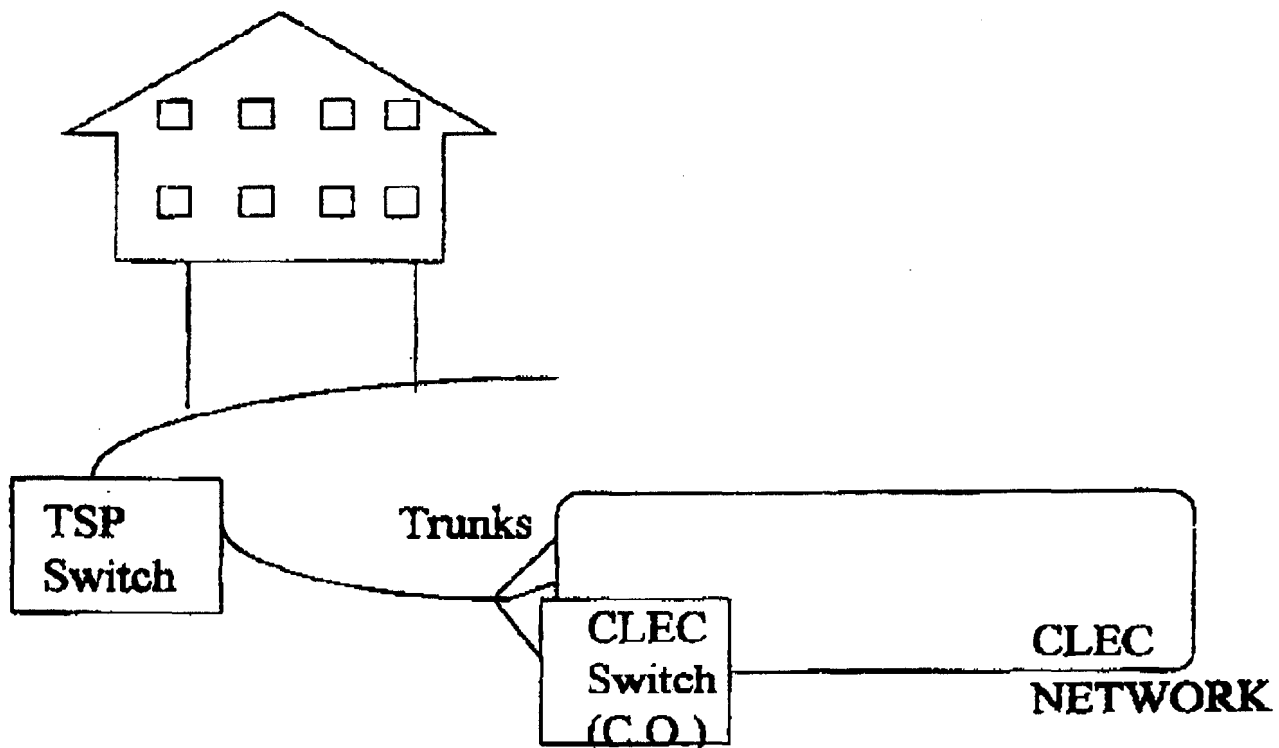 TSP
Switch
Trunks
CLEC
Switch
(C.O.)
CLEC
NETWORK